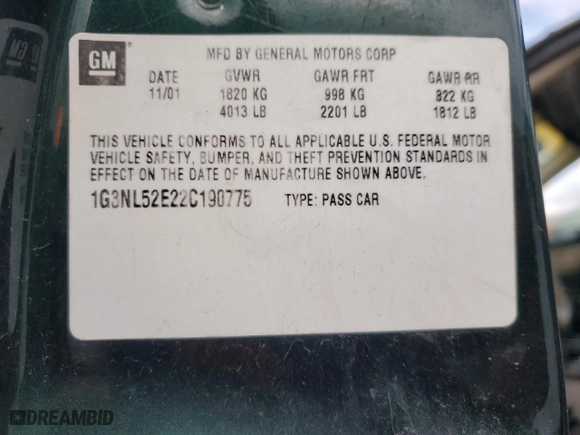 GM
MFD BY GENERAL MOTORS CORP
DATE GVWR GAWR FRT GAWR RR
11/01 1820 KG 998 KG 822 KG
4013 LB 2201 LB 1812 LB
THIS VEHICLE CONFORMS TO ALL APPLICABLE U.S. FEDERAL MOTOR
VEHICLE SAFETY, BUMPER, AND THEFT PREVENTION STANDARDS IN
EFFECT ON THE DATE OF MANUFACTURE SHOWN ABOVE.
1G3NL52E22C190775 TYPE: PASS CAR
DREAMBID